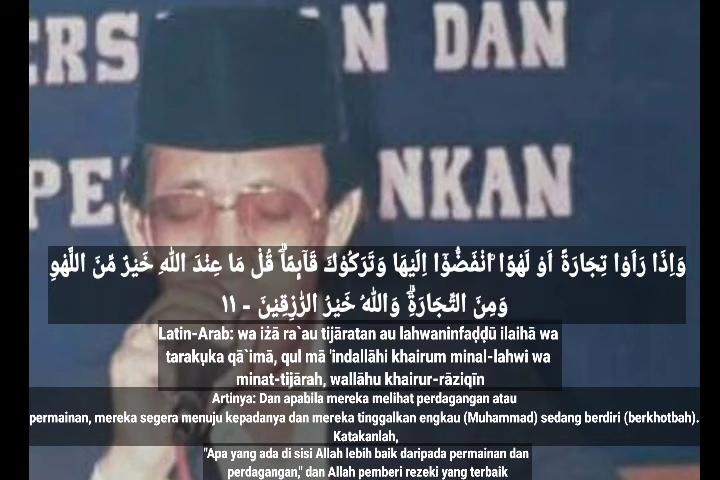 ERS AN DAN
PE NKAN
وَاِذَا رَاَوْا تِجَارَةً اَوْ لَهْوًا ۨانْفَضُّوْٓا اِلَيْهَا وَتَرَكُوْكَ قَاۤىِٕمًاۗ قُلْ مَا عِنْدَ اللّٰهِ خَيْرٌ مِّنَ اللَّهْوِ
وَمِنَ التِّجَارَةِۗ وَاللّٰهُ خَيْرُ الرّٰزِقِيْنَ - ١١
Latin-Arab: wa iżā ra`au tijāratan au lahwaninfaḍḍū ilaihā wa
tarakụka qā`imā, qul mā 'indallāhi khairum minal-lahwi wa
minat-tijārah, wallāhu khairur-rāziqīn
Artinya: Dan apabila mereka melihat perdagangan atau
permainan, mereka segera menuju kepadanya dan mereka tinggalkan engkau (Muhammad) sedang berdiri (berkhotbah).
Katakanlah,
"Apa yang ada di sisi Allah lebih baik daripada permainan dan
perdagangan," dan Allah pemberi rezeki yang terbaik